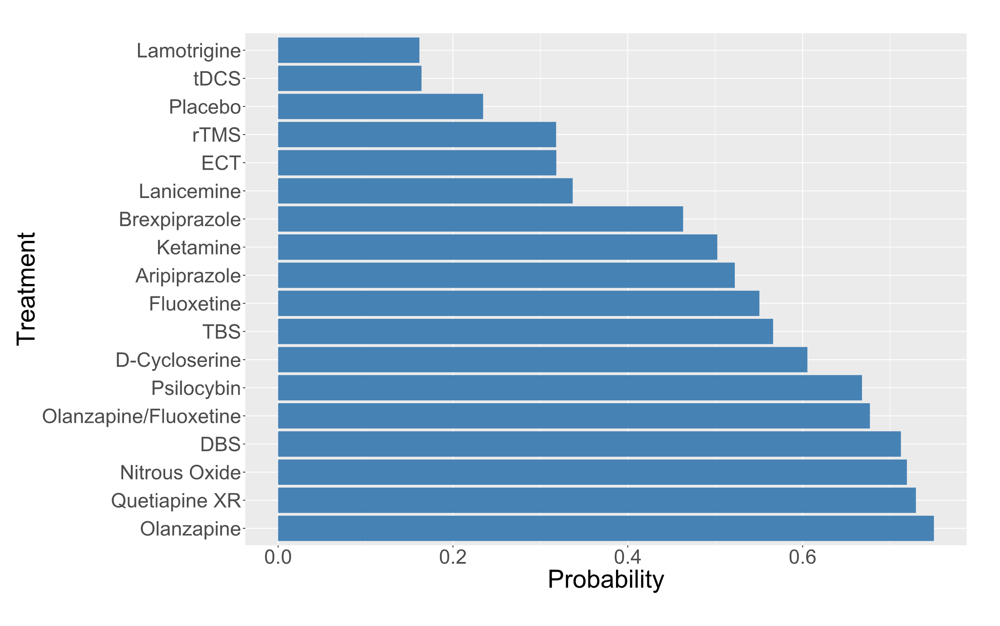 Lamotrigine
tDCS
Placebo
rTMS
ECT
Lanicemine
Brexpiprazole
Ketamine
Aripiprazole
Fluoxetine
TBS
D-Cycloserine
Psilocybin
Olanzapine/Fluoxetine
DBS
Nitrous Oxide
Quetiapine XR
Olanzapine
Treatment
0.0 0.2 0.4 0.6
Probability